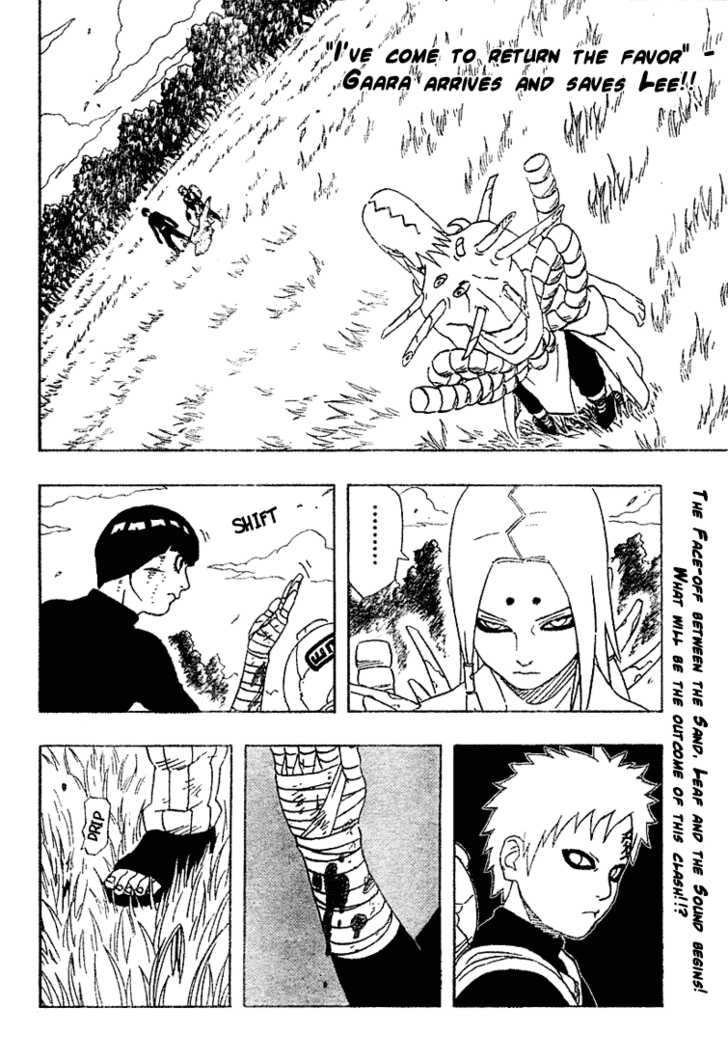 "I've come to return the favor" -
Gaara arrives and saves Lee!!
........
SHIFT
The Face-off between the Sand, Leaf and the Sound begins!
What will be the outcome of this clash!!?
DRIP